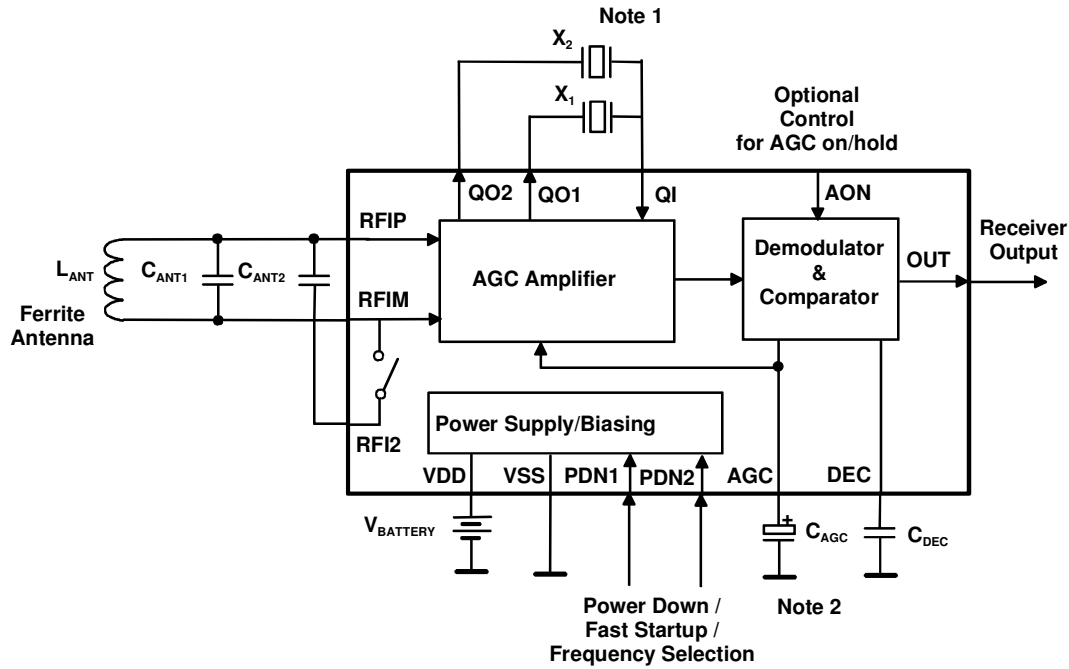 Note 1
X2
X1
Optional
Control
for AGC on/hold
QO2
QO1
QI
AON
RFIP
Receiver
Output
LANT
CANT1
CANT2
AGC Amplifier
Demodulator
&
Comparator
OUT
RFIM
Ferrite
Antenna
Power Supply/Biasing
RFI2
VDD
VSS
PDN1
PDN2
AGC
DEC
VBATTERY
+
CAGC
CDEC
Power Down /
Fast Startup /
Frequency Selection
Note 2